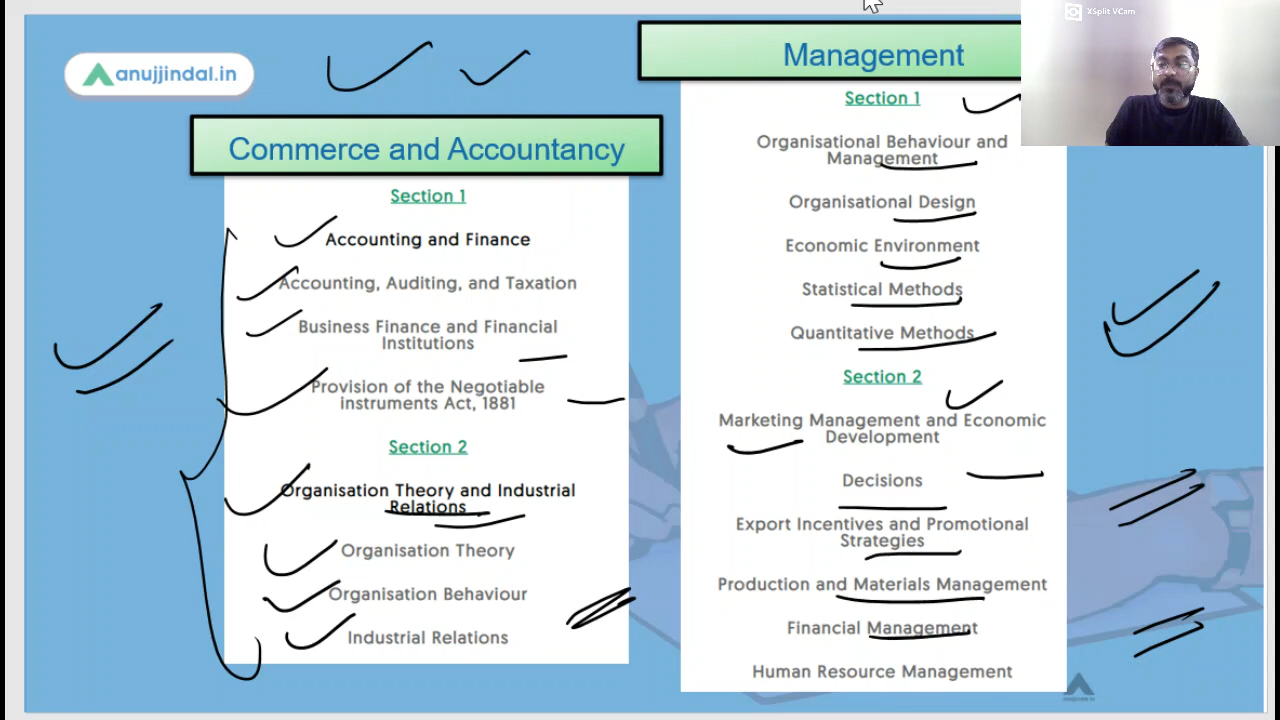 XSplit VCam
anujjindal.in
Commerce and Accountancy
Section 1
Accounting and Finance
Accounting, Auditing, and Taxation
Business Finance and Financial
Institutions
Provision of the Negotiable
instruments Act, 1881
Section 2
Organisation Theory and Industrial
Relations
Organisation Theory
Organisation Behaviour
Industrial Relations
Management
Section 1
Organisational Behaviour and
Management
Organisational Design
Economic Environment
Statistical Methods
Quantitative Methods
Section 2
Marketing Management and Economic
Development
Decisions
Export Incentives and Promotional
Strategies
Production and Materials Management
Financial Management
Human Resource Management
anujjindal.in